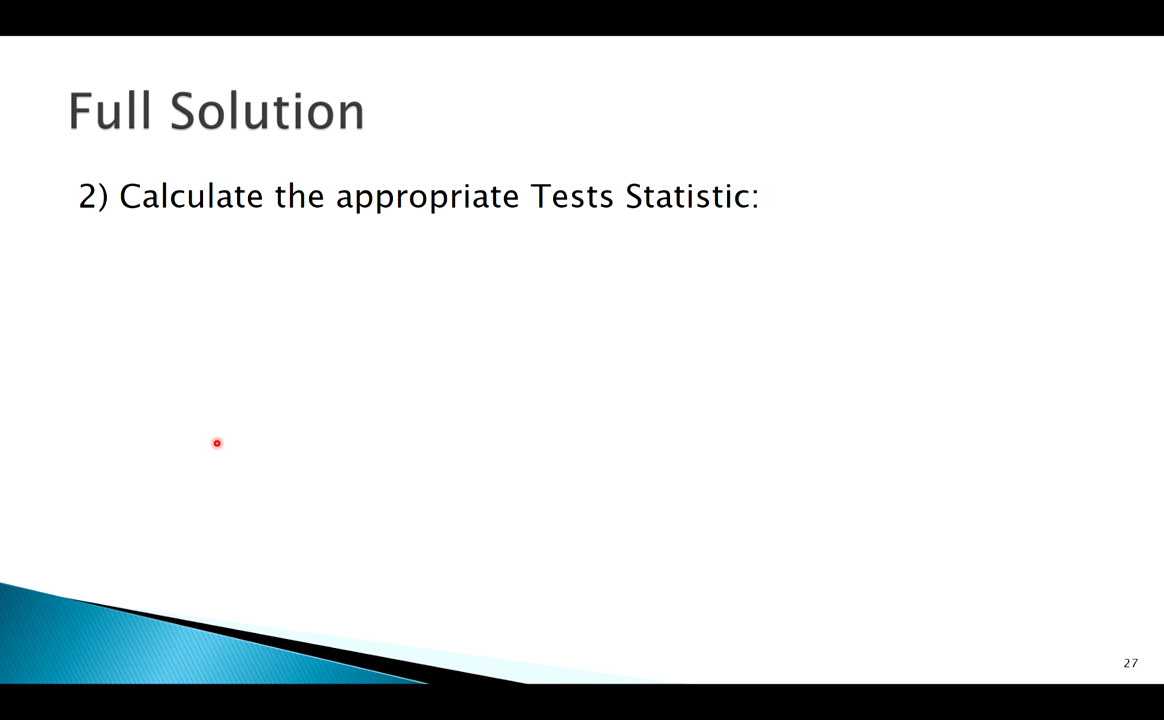 Full Solution
2) Calculate the appropriate Tests Statistic:
27